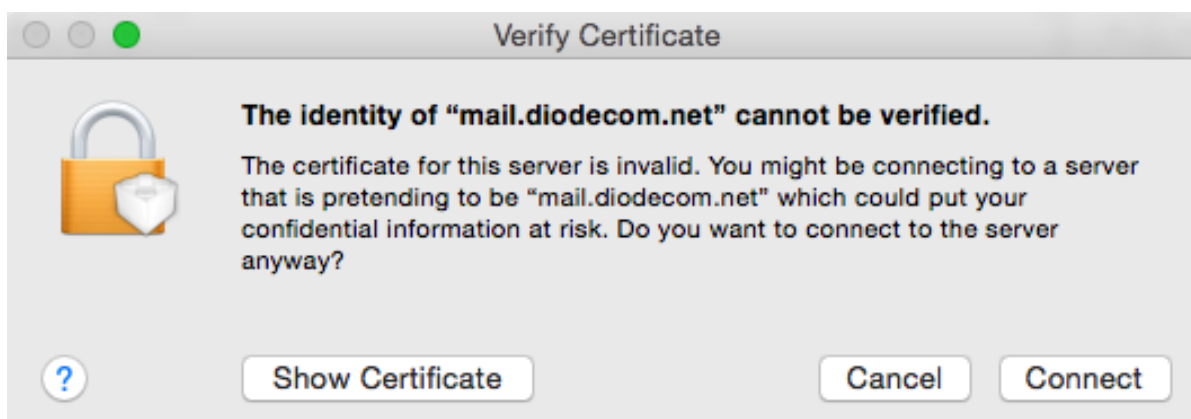 Verify Certificate
The identity of “mail.diodecom.net” cannot be verified.
The certificate for this server is invalid. You might be connecting to a server
that is pretending to be “mail.diodecom.net” which could put your
confidential information at risk. Do you want to connect to the server
anyway?
? Show Certificate Cancel Connect